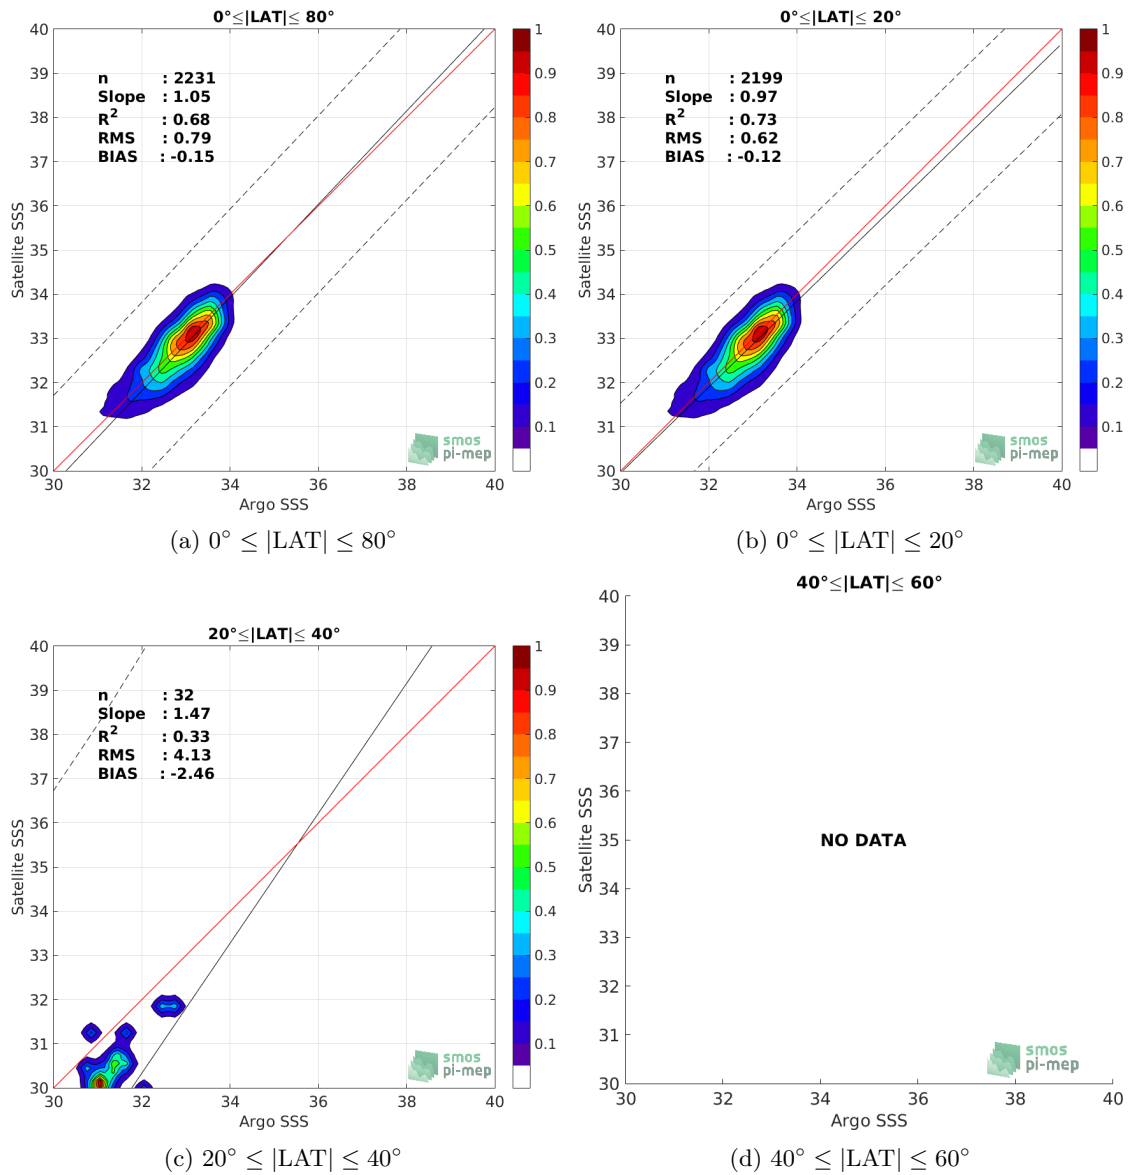 0°≤|LAT|≤ 80°
40
39
38
37
36
35
34
33
32
31
30
Satellite SSS
n : 2231
Slope : 1.05
R2 : 0.68
RMS : 0.79
BIAS : -0.15
smos
pi-mep
30 32 34 36 38 40
Argo SSS
1
0.9
0.8
0.7
0.6
0.5
0.4
0.3
0.2
0.1
(a) 0° ≤ |LAT| ≤ 80°
0°≤|LAT|≤ 20°
40
39
38
37
36
35
34
33
32
31
30
Satellite SSS
n : 2199
Slope : 0.97
R2 : 0.73
RMS : 0.62
BIAS : -0.12
smos
pi-mep
30 32 34 36 38 40
Argo SSS
1
0.9
0.8
0.7
0.6
0.5
0.4
0.3
0.2
0.1
(b) 0° ≤ |LAT| ≤ 20°
20°≤|LAT|≤ 40°
40
39
38
37
36
35
34
33
32
31
30
Satellite SSS
n : 32
Slope : 1.47
R2 : 0.33
RMS : 4.13
BIAS : -2.46
smos
pi-mep
30 32 34 36 38 40
Argo SSS
1
0.9
0.8
0.7
0.6
0.5
0.4
0.3
0.2
0.1
(c) 20° ≤ |LAT| ≤ 40°
40°≤|LAT|≤ 60°
40
39
38
37
36
35
34
33
32
31
30
Satellite SSS
NO DATA
smos
pi-mep
30 32 34 36 38 40
Argo SSS
(d) 40° ≤ |LAT| ≤ 60°